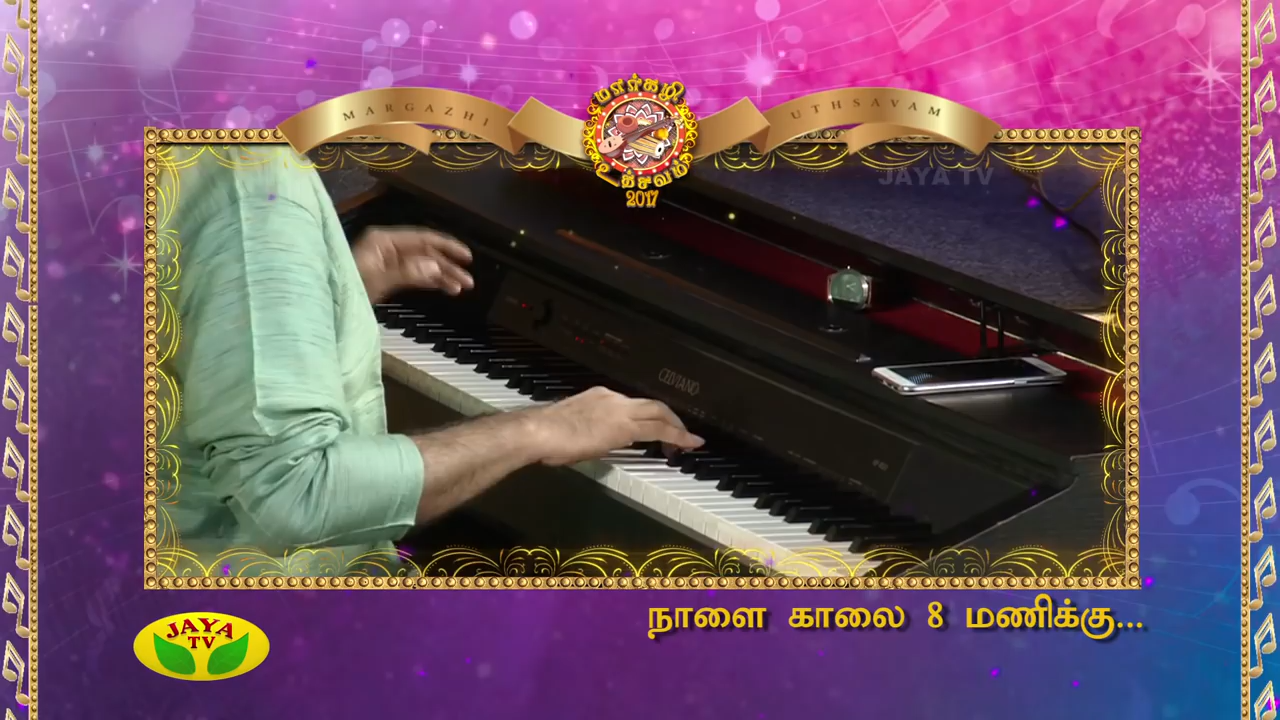 MARGAZHI
UTHSAVAM
மார்கழி
உத்சவம்
2017
JAYA TV
CELVIANO
நாளை காலை 8 மணிக்கு...
JAYA
TV